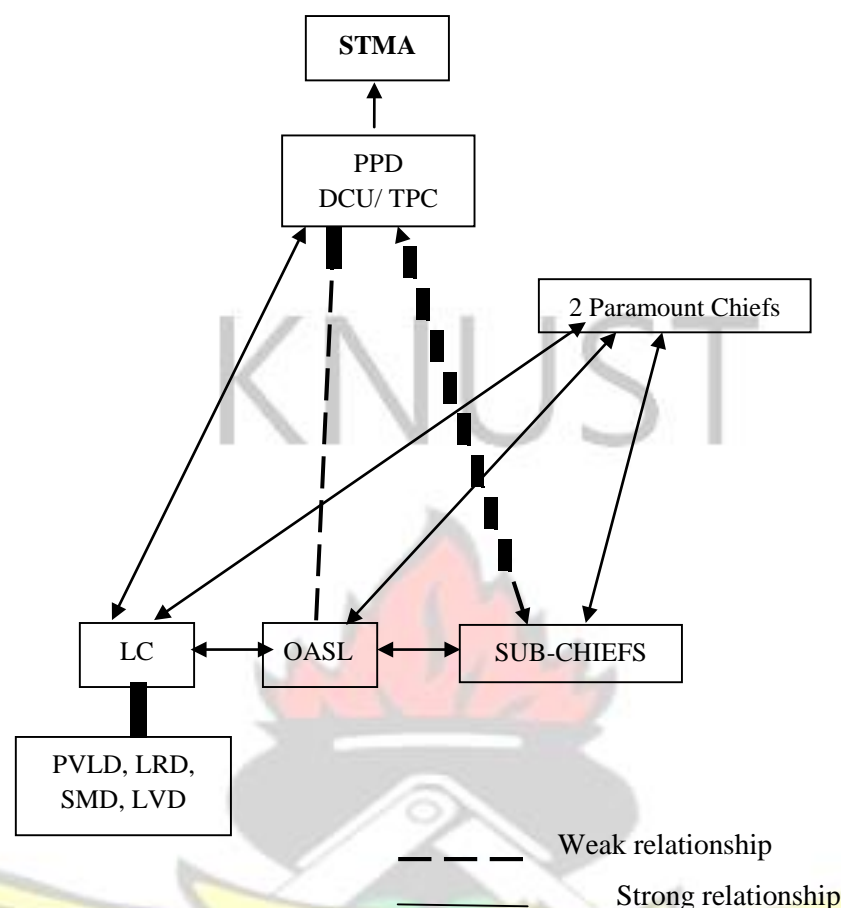 STMA
PPD
DCU/ TPC
2 Paramount Chiefs
KNUST
LC
OASL
SUB-CHIEFS
PVLD, LRD,
SMD, LVD
Weak relationship
Strong relationship